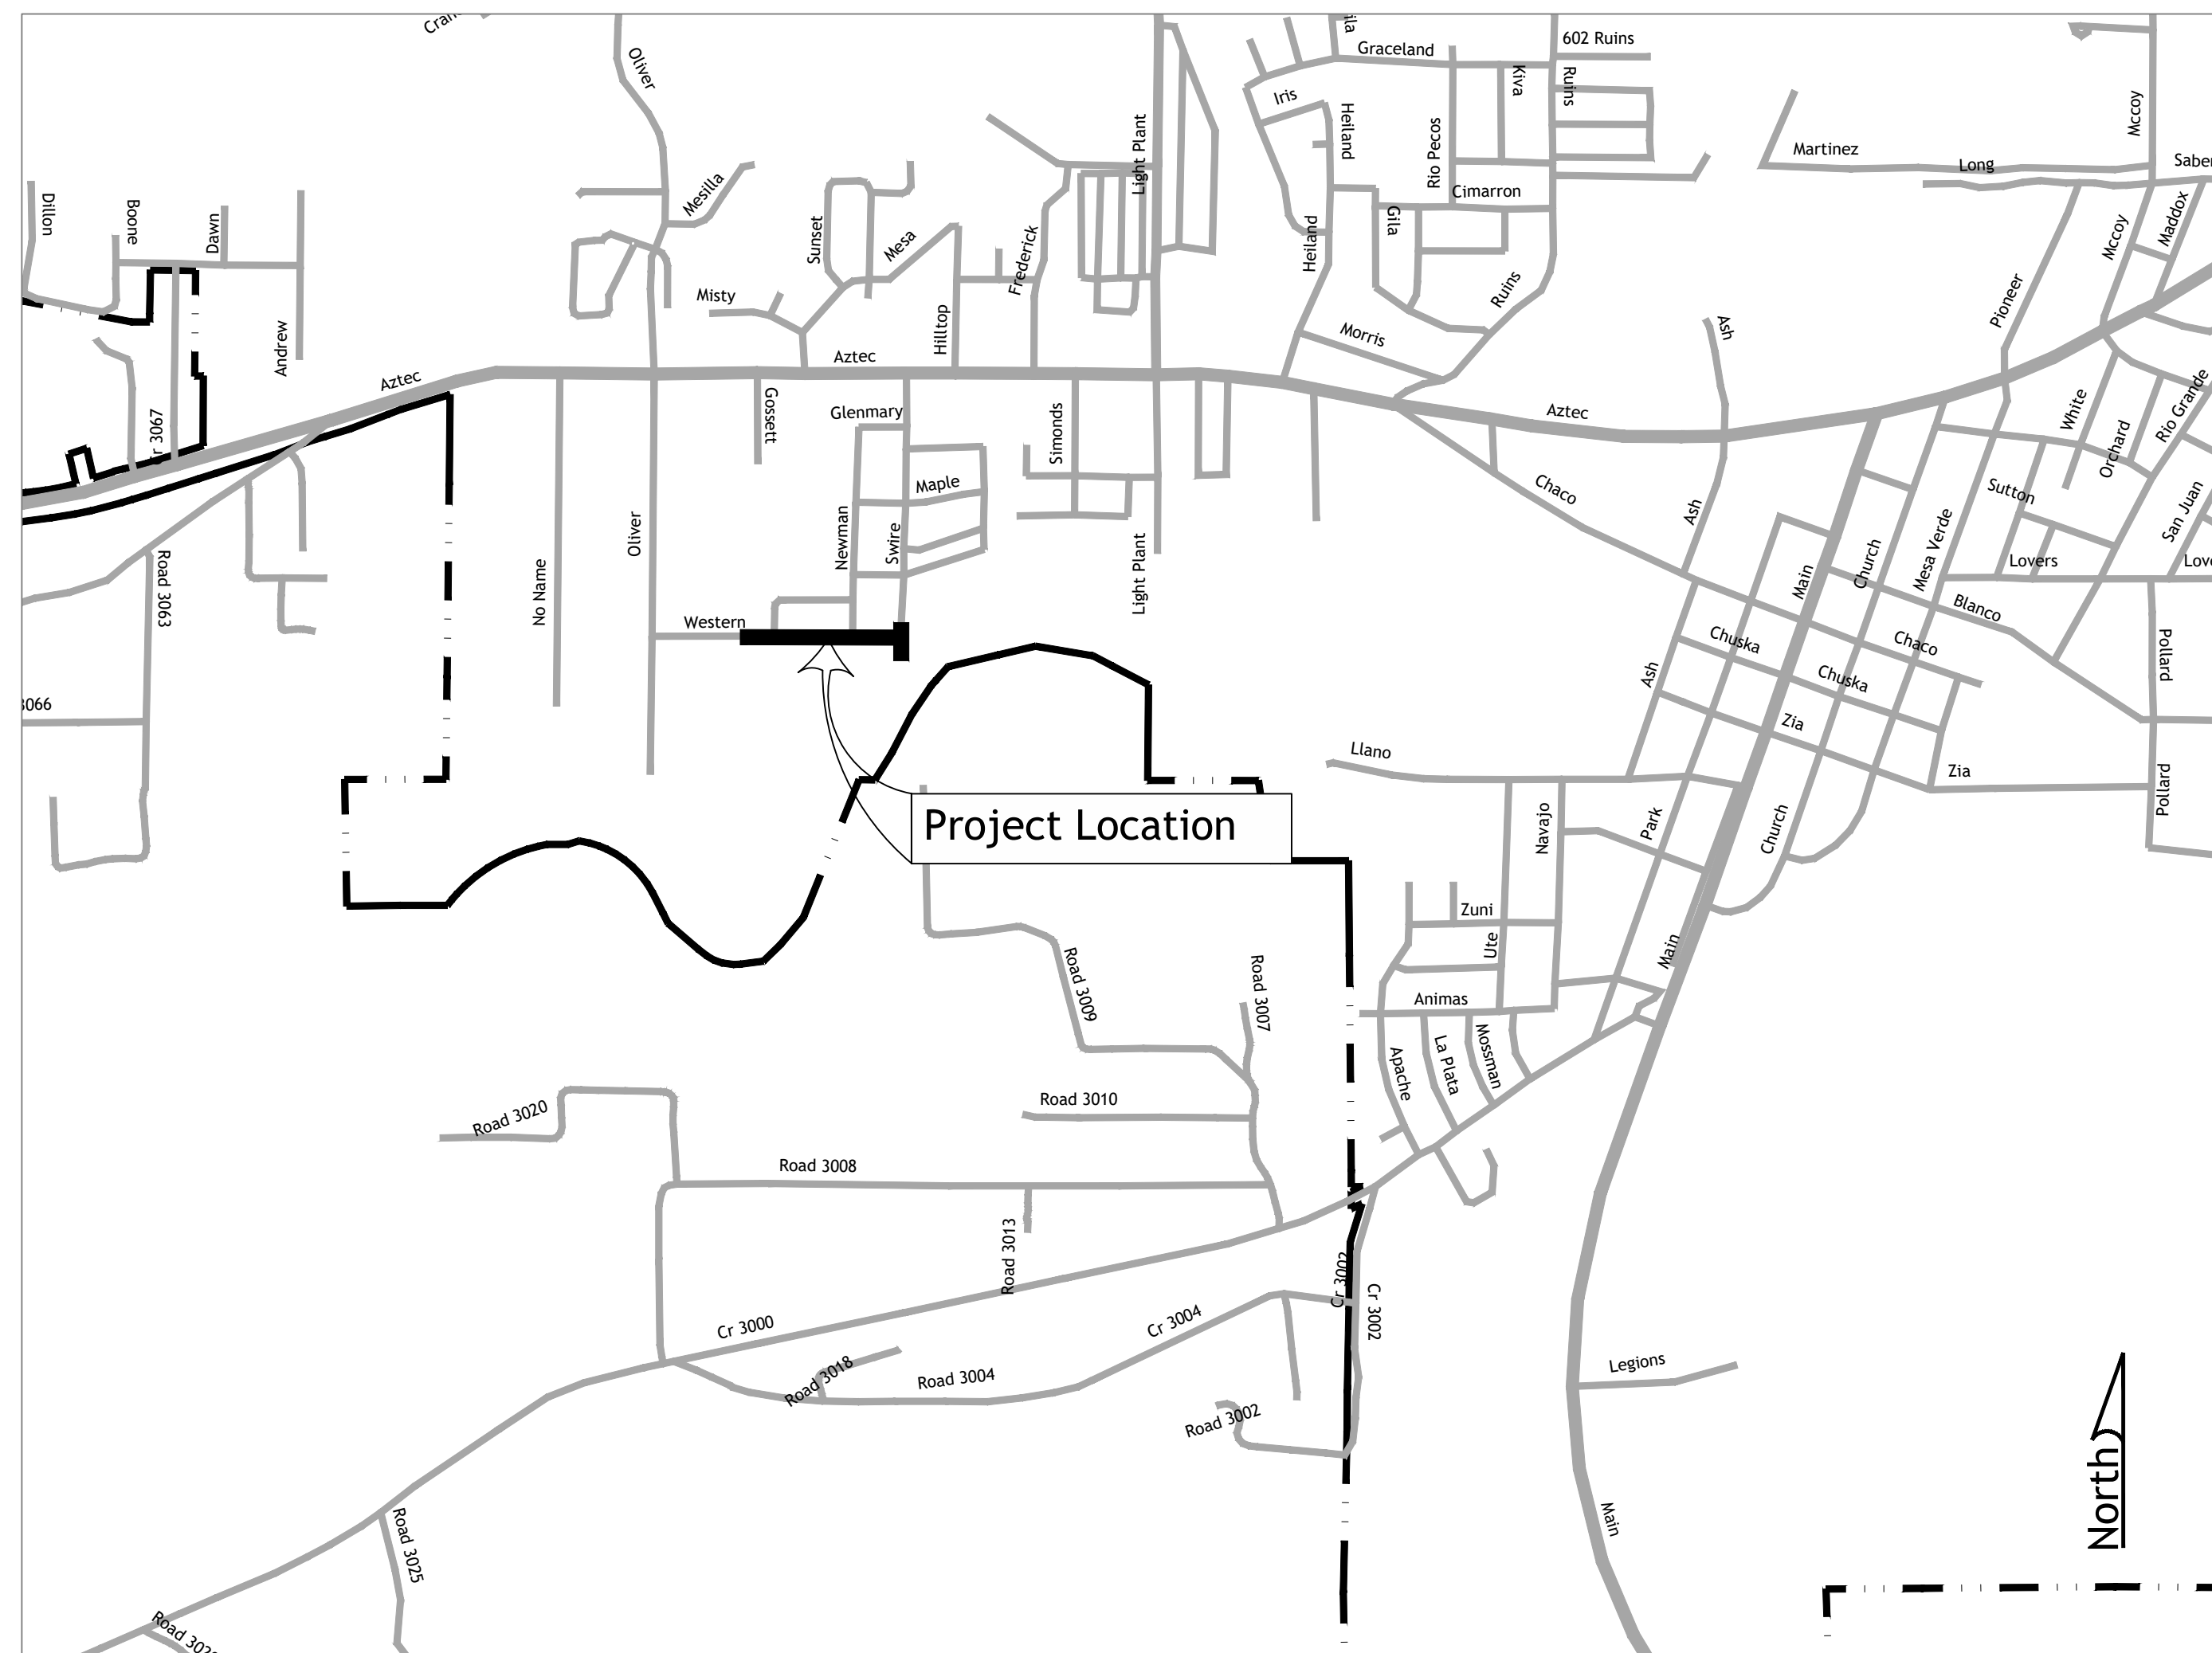 Oliver
Graceland
602 Ruins
Kiva
Ruins
Iris
Heiland
Rio Pecos
Light Plant
Mccoy
Martinez
Long
Cimarron
Mesilla
Dillon
Boone
Dawn
Sunset
Mesa
Frederick
Heiland
Gila
Mccoy
Maddox
Misty
Hilltop
Ruins
Pioneer
Andrew
Morris
Ash
Aztec
Aztec
Gossett
Glenmary
Simonds
Aztec
White
Orchard
Rio Grande
Maple
Chaco
Sutton
San Juan
Ash
Oliver
Newman
Swire
No Name
Road 3063
Light Plant
Main
Church
Mesa Verde
Lovers
Blanco
Western
Chuska
Chaco
Pollard
Ash
Chuska
Zia
Llano
Zia
Pollard
Project Location
Navajo
Park
Church
Zuni
Ute
Main
Road 3009
Road 3007
Animas
Apache
La Plata
Mossman
Road 3010
Road 3020
Road 3008
Road 3013
Cr 3002
Cr 3002
Cr 3000
Cr 3004
Road 3018
Road 3004
Road 3002
Legions
North
Main
Road 3025